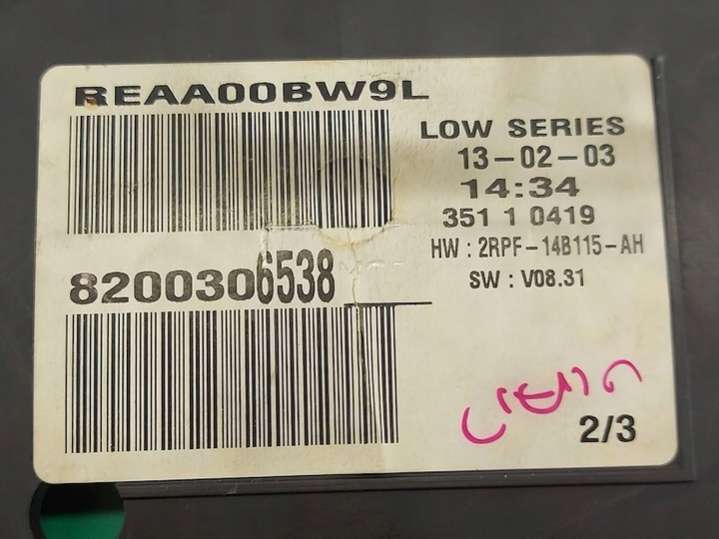 REAA00BW9L
LOW SERIES
13-02-03
14:34
351 1 0419
HW : 2RPF-14B115-AH
SW : V08.31
8200306538
2/3